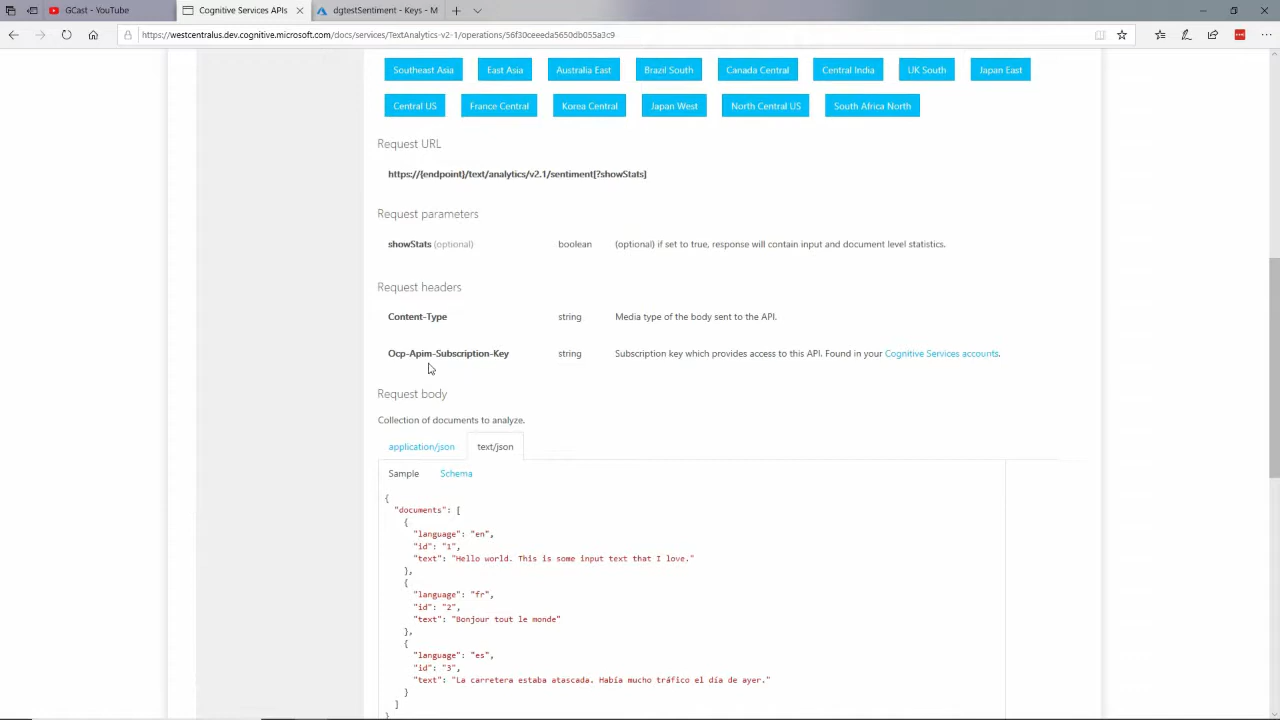 GCast - YouTube
Cognitive Services APIs
dgtestSentiment - Keys - M
https://westcentralus.dev.cognitive.microsoft.com/docs/services/TextAnalytics-v2-1/operations/56f30ceeeda5650db055a3c9
Southeast Asia East Asia Australia East Brazil South Canada Central Central India UK South Japan East
Central US France Central Korea Central Japan West North Central US South Africa North
Request URL
https://{endpoint}/text/analytics/v2.1/sentiment[?showStats]
Request parameters
showStats (optional) boolean (optional) if set to true, response will contain input and document level statistics.
Request headers
Content-Type string Media type of the body sent to the API.
Ocp-Apim-Subscription-Key string Subscription key which provides access to this API. Found in your Cognitive Services accounts.
Request body
Collection of documents to analyze.
application/json text/json
Sample Schema
{
"documents": [
{
"language": "en",
"id": "1",
"text": "Hello world. This is some input text that I love."
},
{
"language": "fr",
"id": "2",
"text": "Bonjour tout le monde"
},
{
"language": "es",
"id": "3",
"text": "La carretera estaba atascada. Había mucho tráfico el día de ayer."
}
]
}